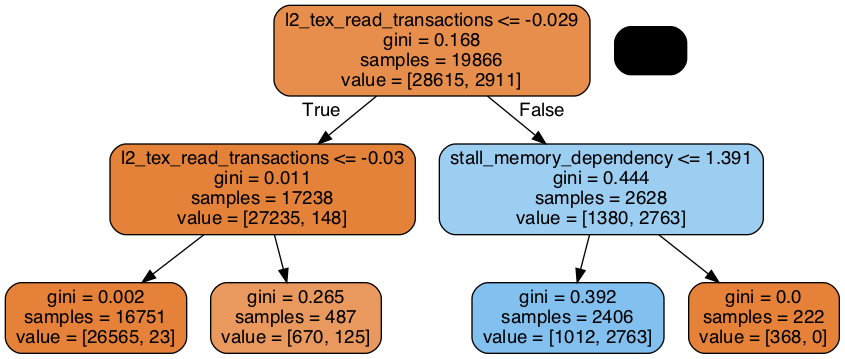 l2_tex_read_transactions <= -0.029
gini = 0.168
samples = 19866
value = [28615, 2911]
True
False
l2_tex_read_transactions <= -0.03
gini = 0.011
samples = 17238
value = [27235, 148]
stall_memory_dependency <= 1.391
gini = 0.444
samples = 2628
value = [1380, 2763]
gini = 0.002
samples = 16751
value = [26565, 23]
gini = 0.265
samples = 487
value = [670, 125]
gini = 0.392
samples = 2406
value = [1012, 2763]
gini = 0.0
samples = 222
value = [368, 0]